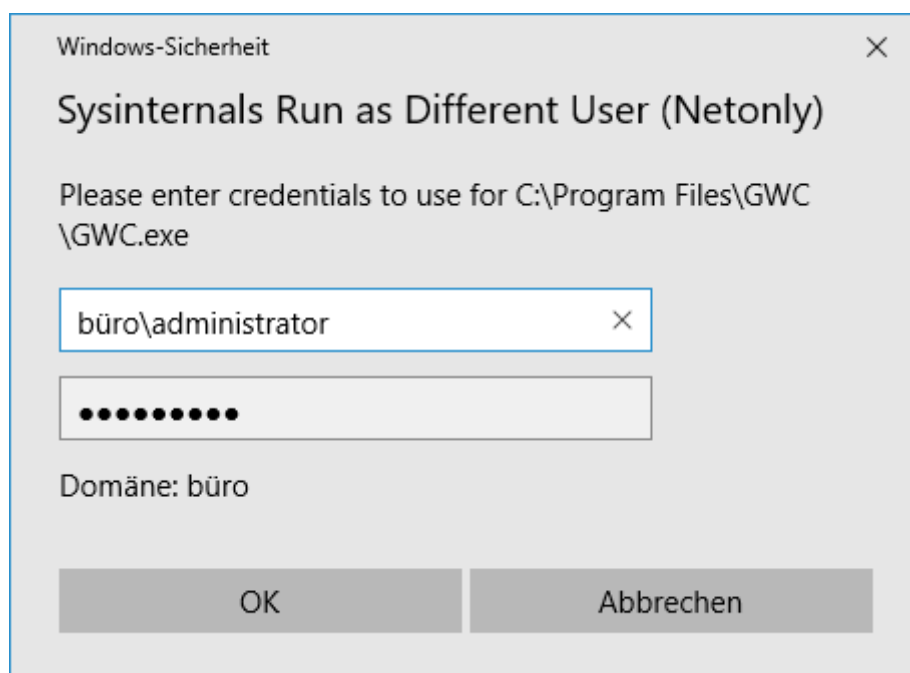 Windows-Sicherheit
Sysinternals Run as Different User (Netonly)
Please enter credentials to use for C:\Program Files\GWC
\GWC.exe
büro\administrator
●●●●●●●●●
Domäne: büro
OK
Abbrechen